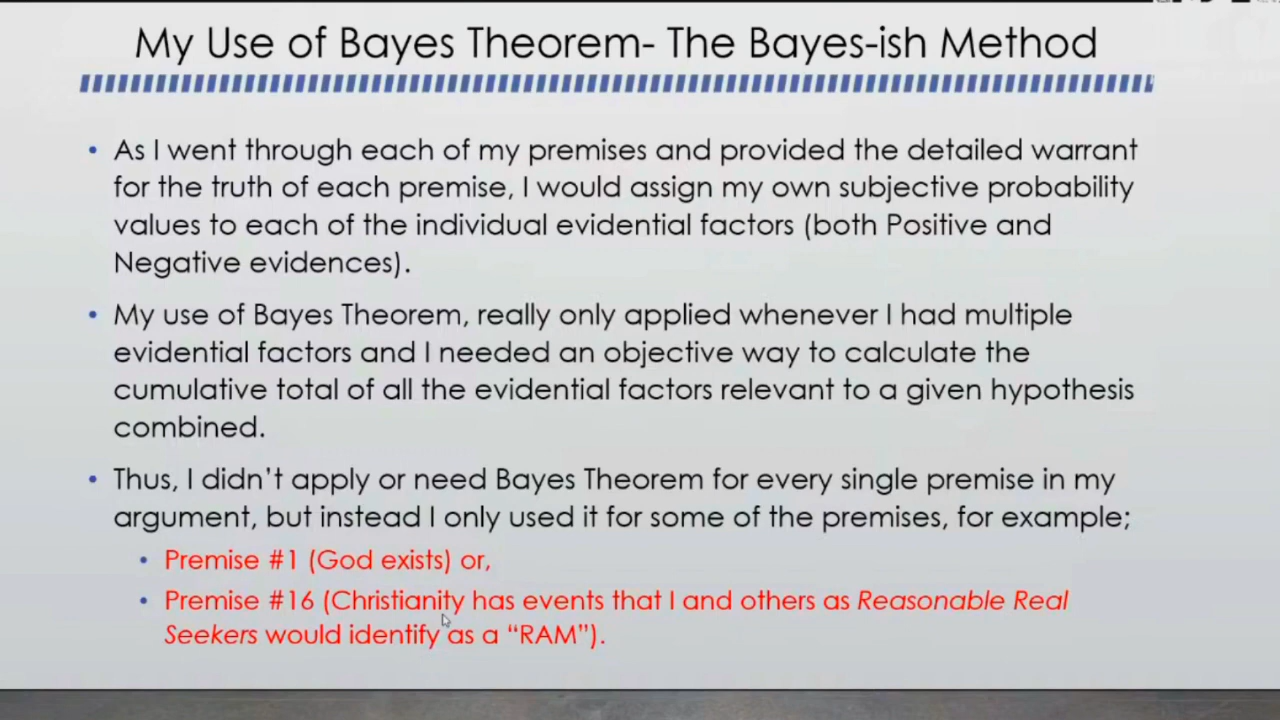 My Use of Bayes Theorem- The Bayes-ish Method
• As I went through each of my premises and provided the detailed warrant
for the truth of each premise, I would assign my own subjective probability
values to each of the individual evidential factors (both Positive and
Negative evidences).
• My use of Bayes Theorem, really only applied whenever I had multiple
evidential factors and I needed an objective way to calculate the
cumulative total of all the evidential factors relevant to a given hypothesis
combined.
• Thus, I didn't apply or need Bayes Theorem for every single premise in my
argument, but instead I only used it for some of the premises, for example;
• Premise #1 (God exists) or,
• Premise #16 (Christianity has events that I and others as Reasonable Real
Seekers would identify as a “RAM”).